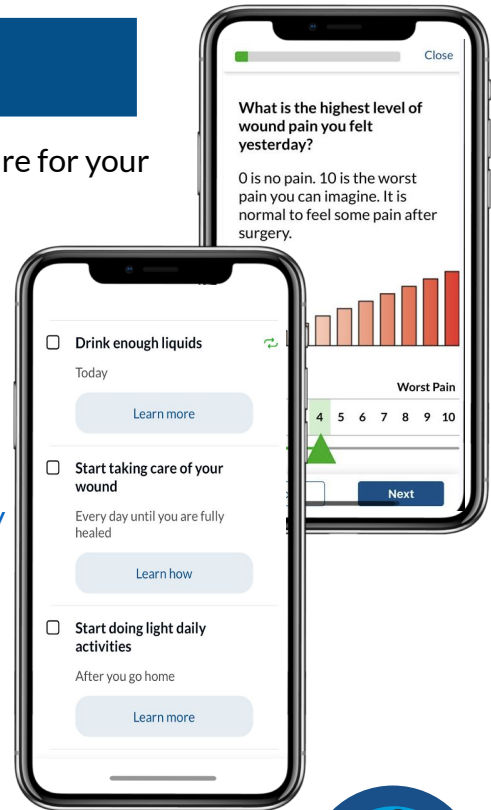 re for your
Close
What is the highest level of
wound pain you felt
yesterday?
0 is no pain. 10 is the worst
pain you can imagine. It is
normal to feel some pain after
surgery.
Worst Pain
4 5 6 7 8 9 10
Next
Drink enough liquids
Today
Learn more
Start taking care of your
wound
Every day until you are fully
healed
Learn how
Start doing light daily
activities
After you go home
Learn more